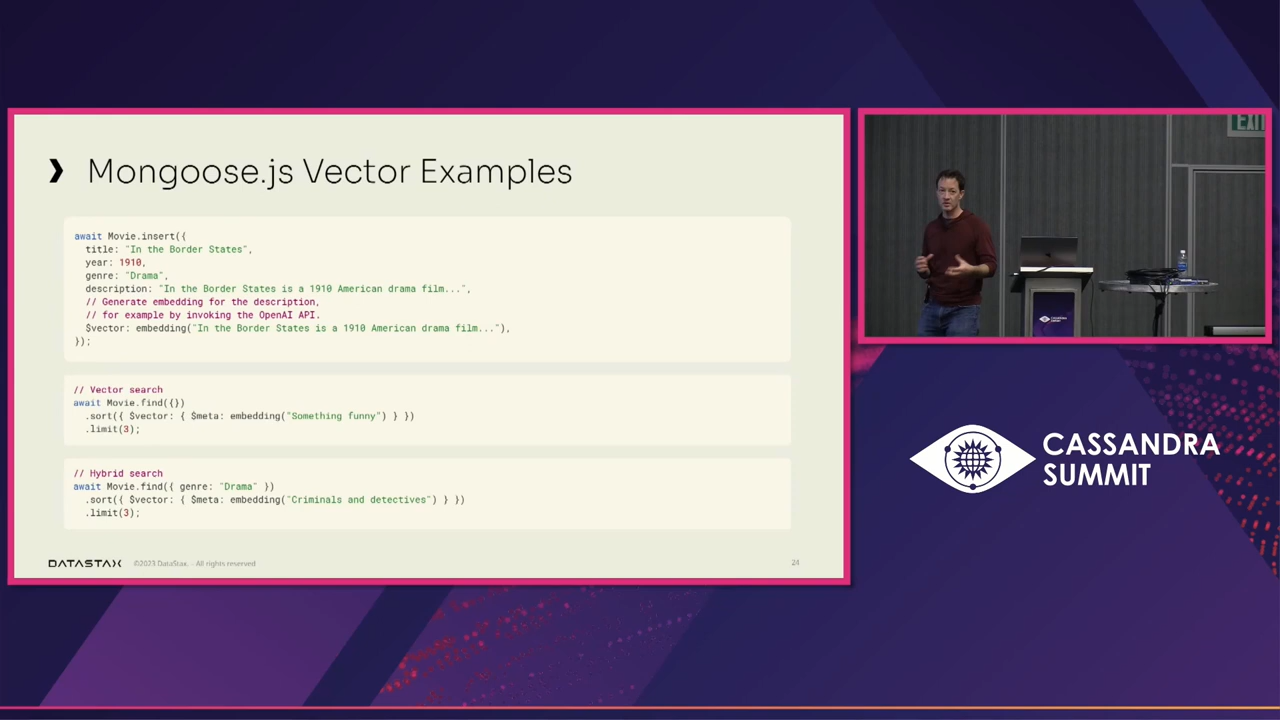 ❯ Mongoose.js Vector Examples
await Movie.insert({
  title: "In the Border States",
  year: 1910,
  genre: "Drama",
  description: "In the Border States is a 1910 American drama film...",
  // Generate embedding for the description,
  // for example by invoking the OpenAI API.
  $vector: embedding("In the Border States is a 1910 American drama film..."),
});
// Vector search
await Movie.find({})
  .sort({ $vector: { $meta: embedding("Something funny") } })
  .limit(3);
// Hybrid search
await Movie.find({ genre: "Drama" })
  .sort({ $vector: { $meta: embedding("Criminals and detectives") } })
  .limit(3);
DATASTAX ©2023 DataStax. - All rights reserved 24
EXIT
CASSANDRA
SUMMIT